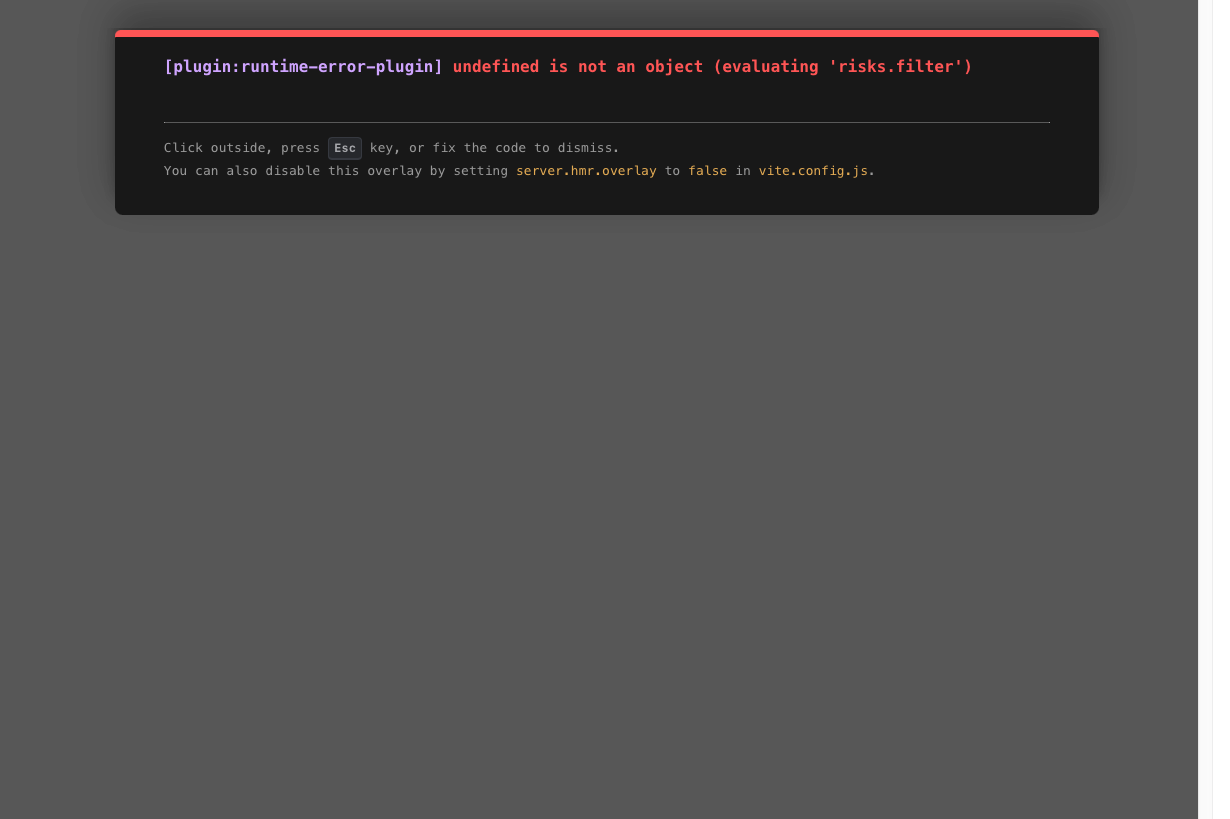 [plugin:runtime-error-plugin] undefined is not an object (evaluating 'risks.filter')
Click outside, press Esc key, or fix the code to dismiss.
You can also disable this overlay by setting server.hmr.overlay to false in vite.config.js.